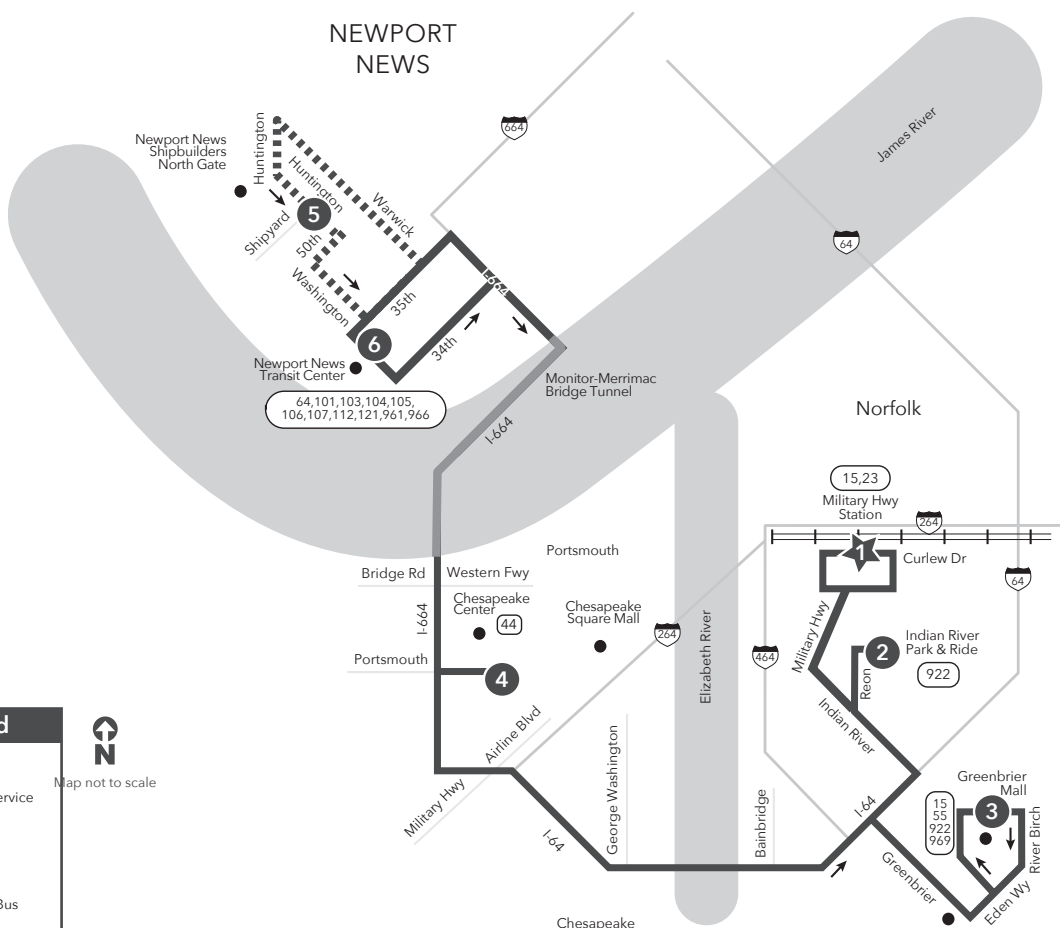 NEWPORT
NEWS
664
James River
Newport News
Shipbuilders
North Gate
Huntington
Huntington
Warwick
Shipyard
5
50th
64
Washington
35th
I-664
6
34th
Newport News
Transit Center
64,101,103,104,105,
106,107,112,121,961,966
Monitor-Merrimac
Bridge Tunnel
I-664
Norfolk
15,23
Military Hwy
Station
264
1
Curlew Dr
Portsmouth
Bridge Rd
Western Fwy
64
Chesapeake
Center
44
Chesapeake
Square Mall
I-664
264
Elizabeth River
464
Military Hwy
2
Indian River
Park & Ride
922
Reon
Portsmouth
4
Indian River
d
N
Map not to scale
ervice
Airline Blvd
Military Hwy
George Washington
Bainbridge
I-64
I-64
Greenbrier
Mall
15
55
922
969
3
River Birch
Greenbrier
Eden Wy
Bus
Chesapeake